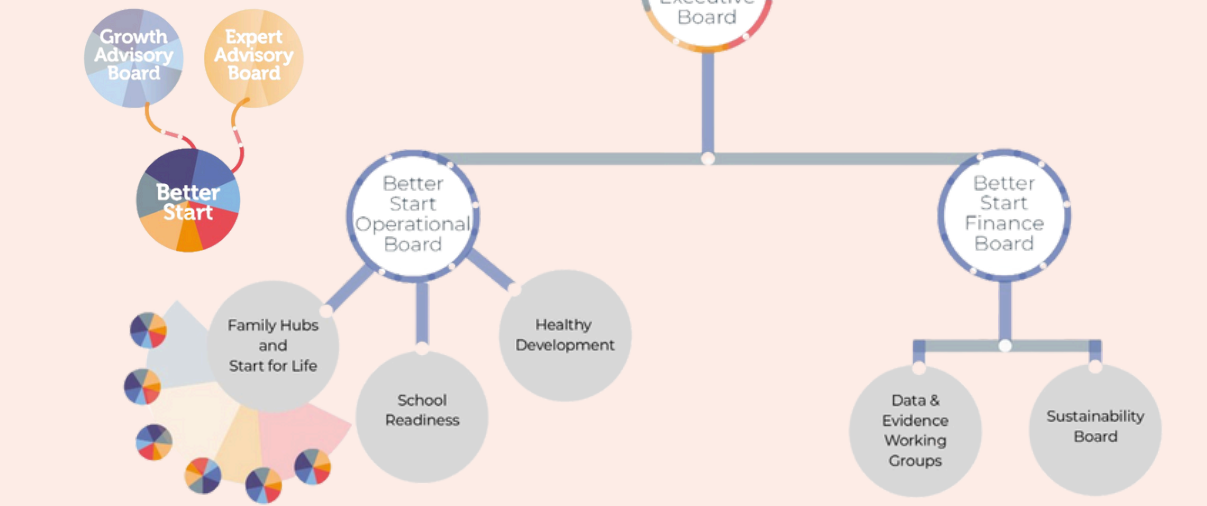 Executive
Board
Growth
Advisory
Board
Expert
Advisory
Board
Better
Start
Better
Start
Operational
Board
Better
Start
Finance
Board
Family Hubs
and
Start for Life
School
Readiness
Healthy
Development
Data &
Evidence
Working
Groups
Sustainability
Board